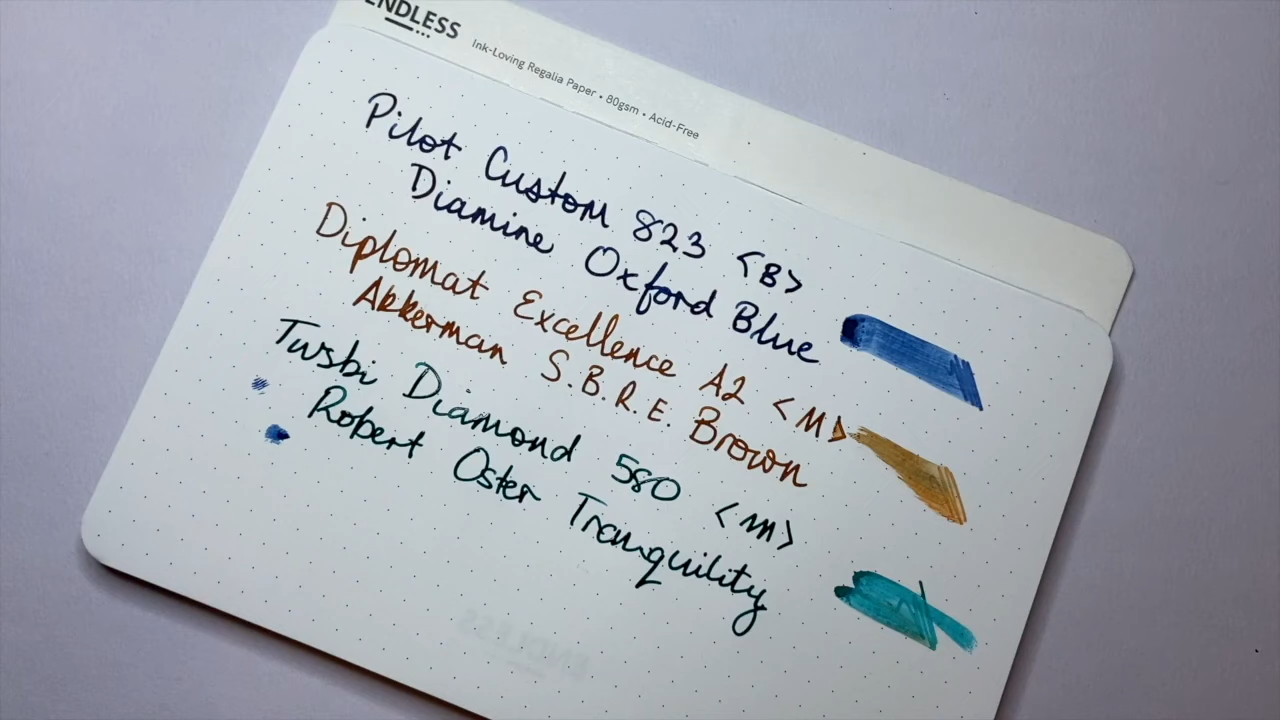 ENDLESS
Ink-Loving Regalia Paper • 80gsm • Acid-Free
Pilot Custom 823 <B>
Diamine Oxford Blue
Diplomat Excellence A2 <M>
Akkerman S.B.R.E. Brown
Twsbi Diamond 580 <M>
Robert Oster Tranquility
ENDLESS